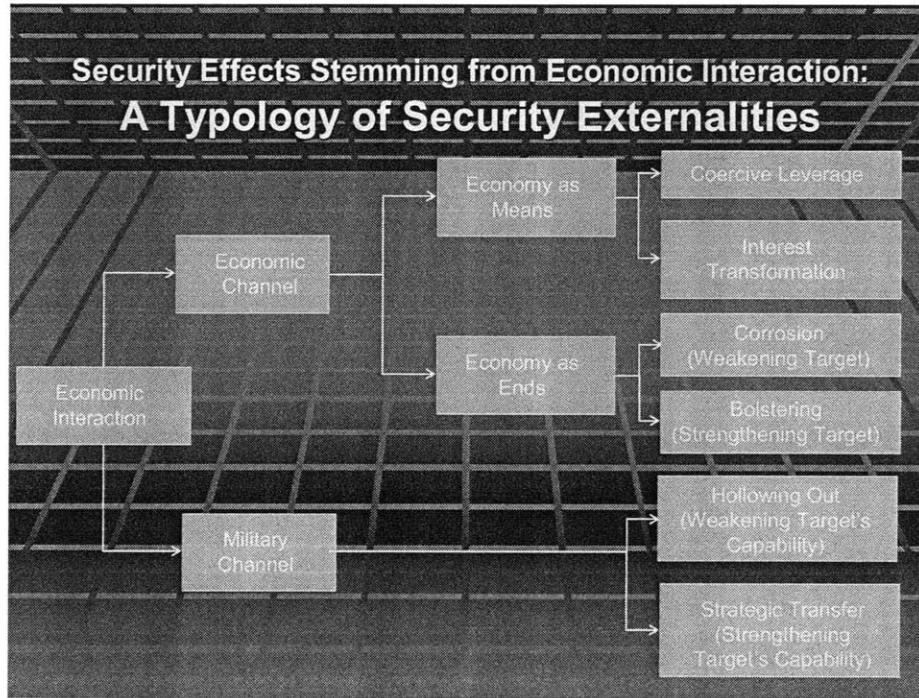 Security Effects Stemming from Economic Interaction:
A Typology of Security Externalities
Economic
Interaction
Economic
Channel
Military
Channel
Economy as
Means
Economy as
Ends
Coercive Leverage
Interest
Transformation
Corrosion
(Weakening Target)
Bolstering
(Strengthening Target)
Hollowing Out
(Weakening Target's
Capability)
Strategic Transfer
(Strengthening
Target's Capability)